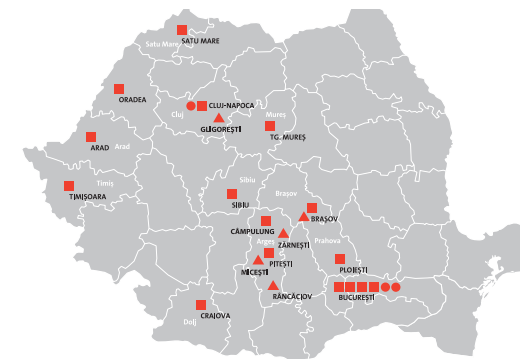 Satu Mare
SATU MARE
ORADEA
CLUJ-NAPOCA
Cluj
Mureș
GLIGOREȘTI
TG. MUREȘ
ARAD
Arad
Timiș
TIMIȘOARA
Sibiu
SIBIU
Brașov
BRAȘOV
CÂMPULUNG
Argeș
ZĂRNEȘTI
Prahova
PITEȘTI
MICEȘTI
PLOIEȘTI
RÂNCĂCIOV
BUCUREȘTI
CRAIOVA
Dolj